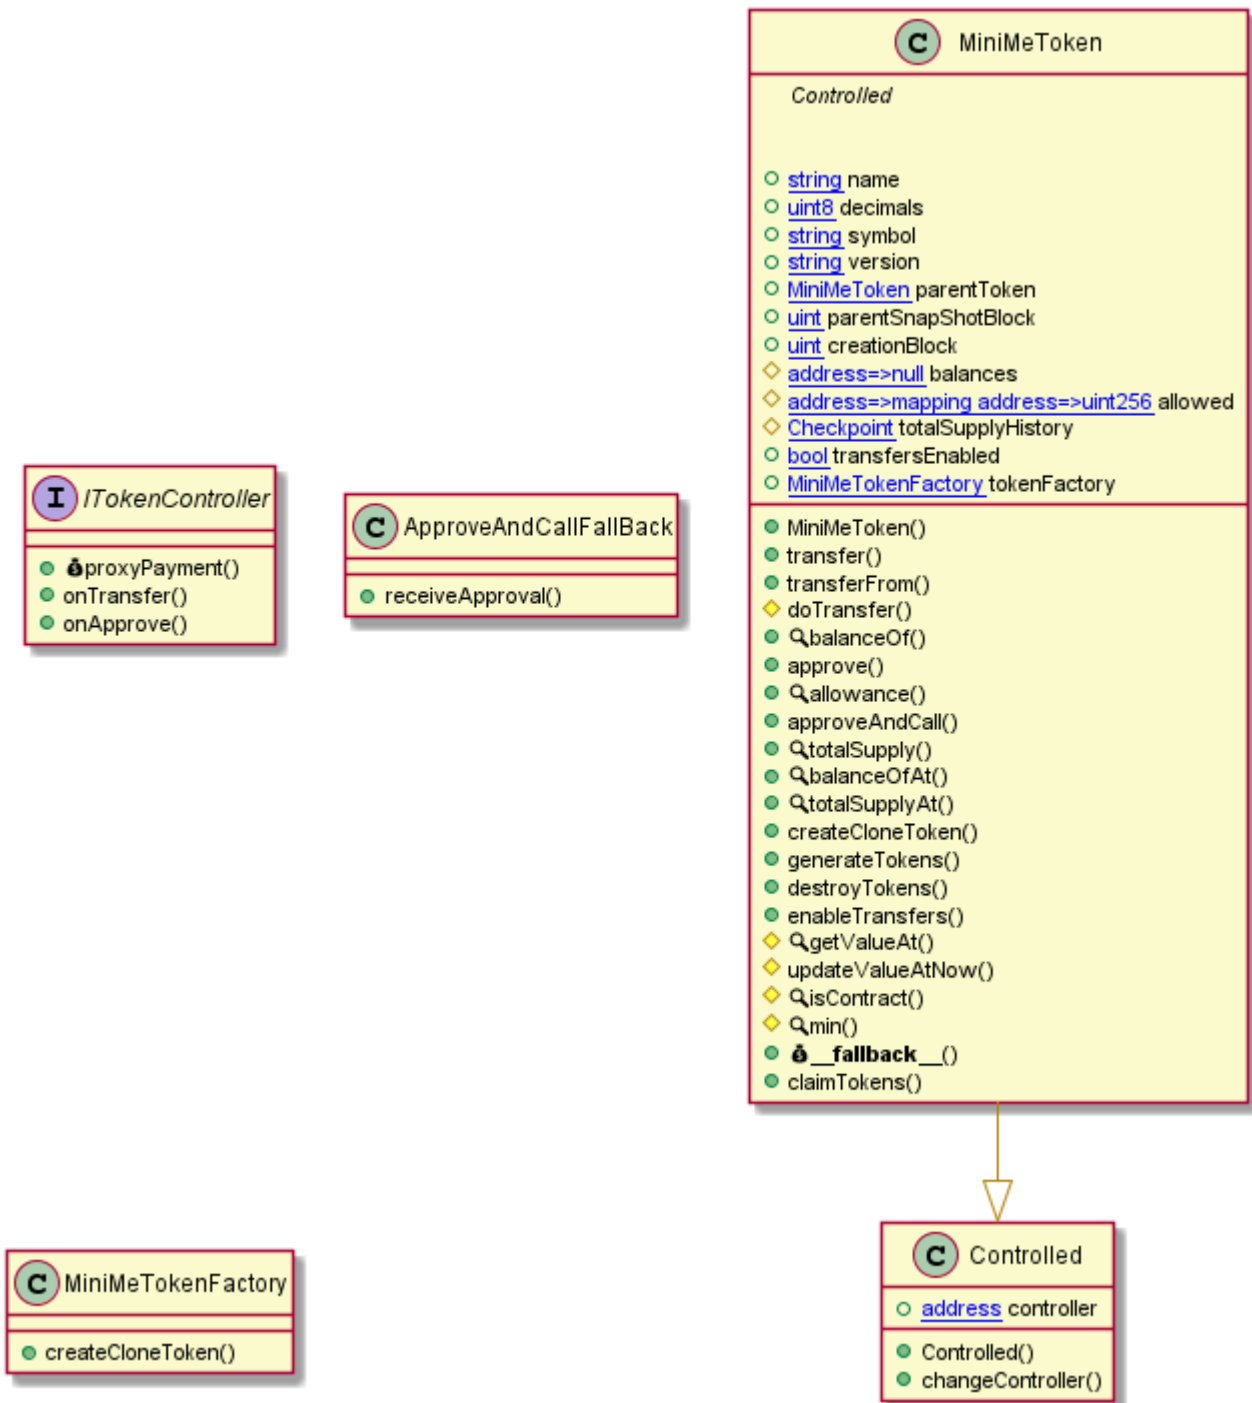 C MiniMeToken
Controlled
string name
uint8 decimals
string symbol
string version
MiniMeToken parentToken
uint parentSnapShotBlock
uint creationBlock
address=>null balances
address=>mapping address=>uint256 allowed
Checkpoint totalSupplyHistory
bool transfersEnabled
MiniMeTokenFactory tokenFactory
MiniMeToken()
transfer()
transferFrom()
doTransfer()
balanceOf()
approve()
allowance()
approveAndCall()
totalSupply()
balanceOfAt()
totalSupplyAt()
createCloneToken()
generateTokens()
destroyTokens()
enableTransfers()
getValueAt()
updateValueAtNow()
isContract()
min()
__fallback__()
claimTokens()
I ITokenController
proxyPayment()
onTransfer()
onApprove()
C ApproveAndCallFallBack
receiveApproval()
C MiniMeTokenFactory
createCloneToken()
C Controlled
address controller
Controlled()
changeController()